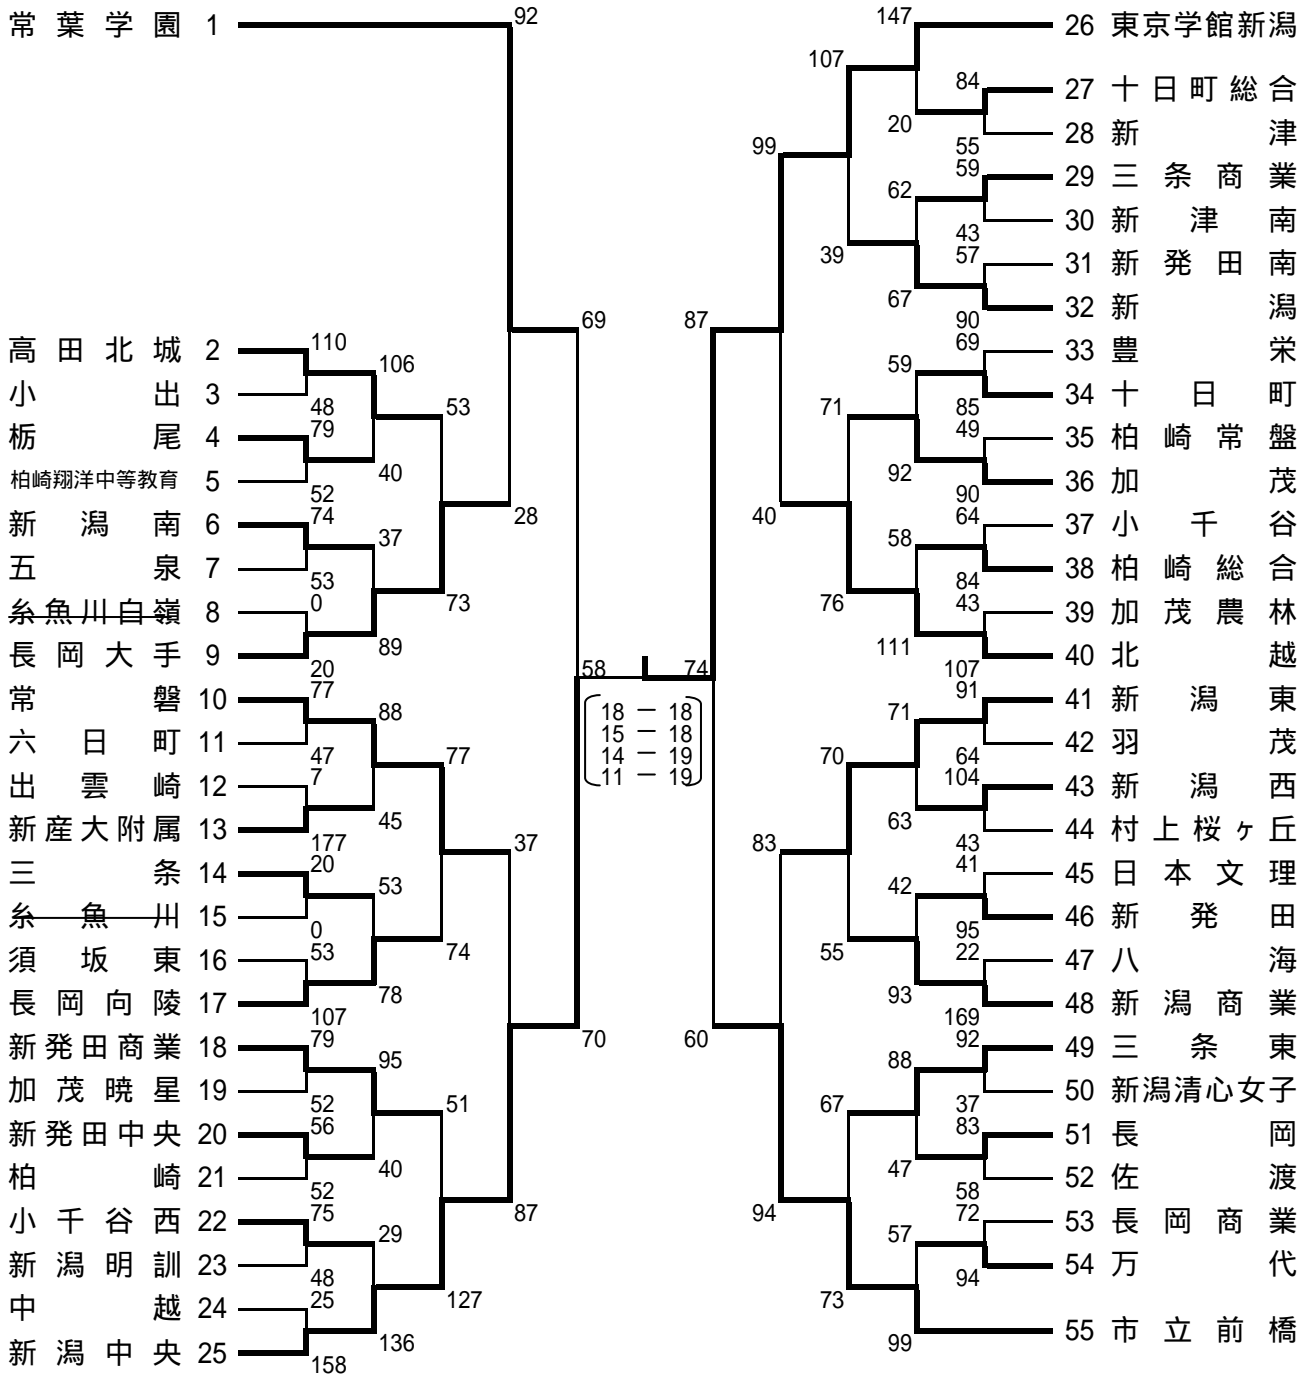 常葉学園 1
高田北城 2
小出 3
栃尾 4
柏崎翔洋中等教育 5
新潟南 6
五泉 7
糸魚川白嶺 8
長岡大手 9
常磐 10
六日町 11
出雲崎 12
新産大附属 13
三条 14
糸魚川 15
須坂東 16
長岡向陵 17
新発田商業 18
加茂暁星 19
新発田中央 20
柏崎 21
小千谷西 22
新潟明訓 23
中越 24
新潟中央 25
110
48
79
52
74
53
0
20
77
47
7
177
20
0
53
107
79
52
56
52
75
48
25
158
106
40
37
89
88
45
53
78
95
40
29
136
53
73
77
74
51
127
92
28
37
87
69
70
58
74
18 － 18
15 － 18
14 － 19
11 － 19
87
60
99
40
83
94
107
39
71
76
70
55
67
73
147
20
62
67
59
92
58
111
71
63
42
93
88
47
57
99
84
55
59
43
57
90
69
85
49
90
64
84
43
107
91
64
104
43
41
95
22
169
92
37
83
58
72
94
26 東京学館新潟
27 十日町総合
28 新津
29 三条商業
30 新津南
31 新発田南
32 新潟
33 豊栄
34 十日町
35 柏崎常盤
36 加茂
37 小千谷
38 柏崎総合
39 加茂農林
40 北越
41 新潟東
42 羽茂
43 新潟西
44 村上桜ヶ丘
45 日本文理
46 新発田
47 八海
48 新潟商業
49 三条東
50 新潟清心女子
51 長岡
52 佐渡
53 長岡商業
54 万代
55 市立前橋